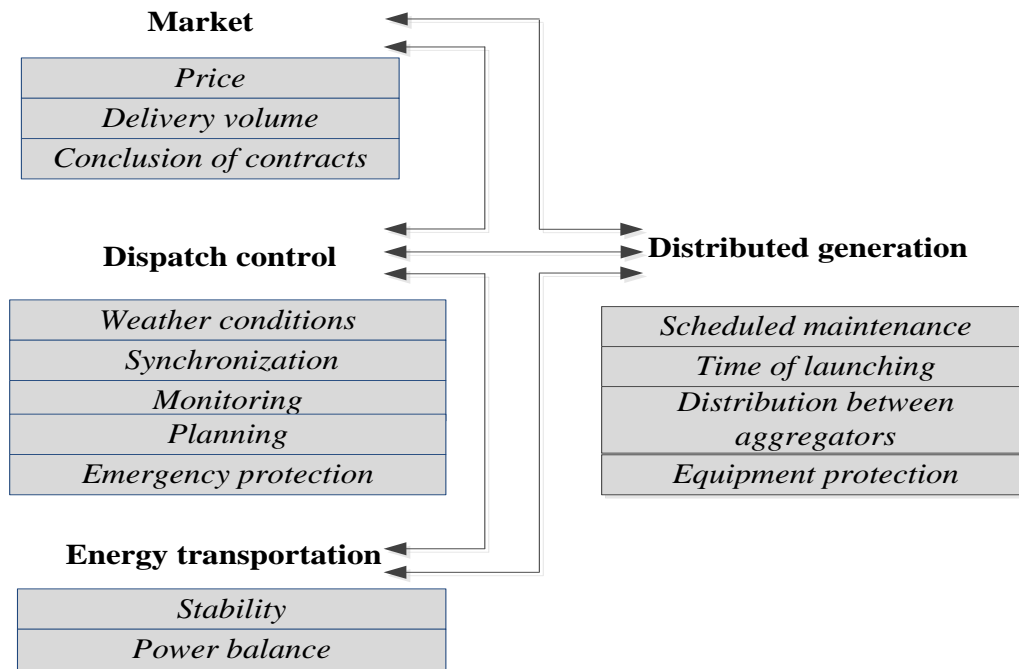 Market
Price
Delivery volume
Conclusion of contracts
Dispatch control
Weather conditions
Synchronization
Monitoring
Planning
Emergency protection
Energy transportation
Stability
Power balance
Distributed generation
Scheduled maintenance
Time of launching
Distribution between
aggregators
Equipment protection